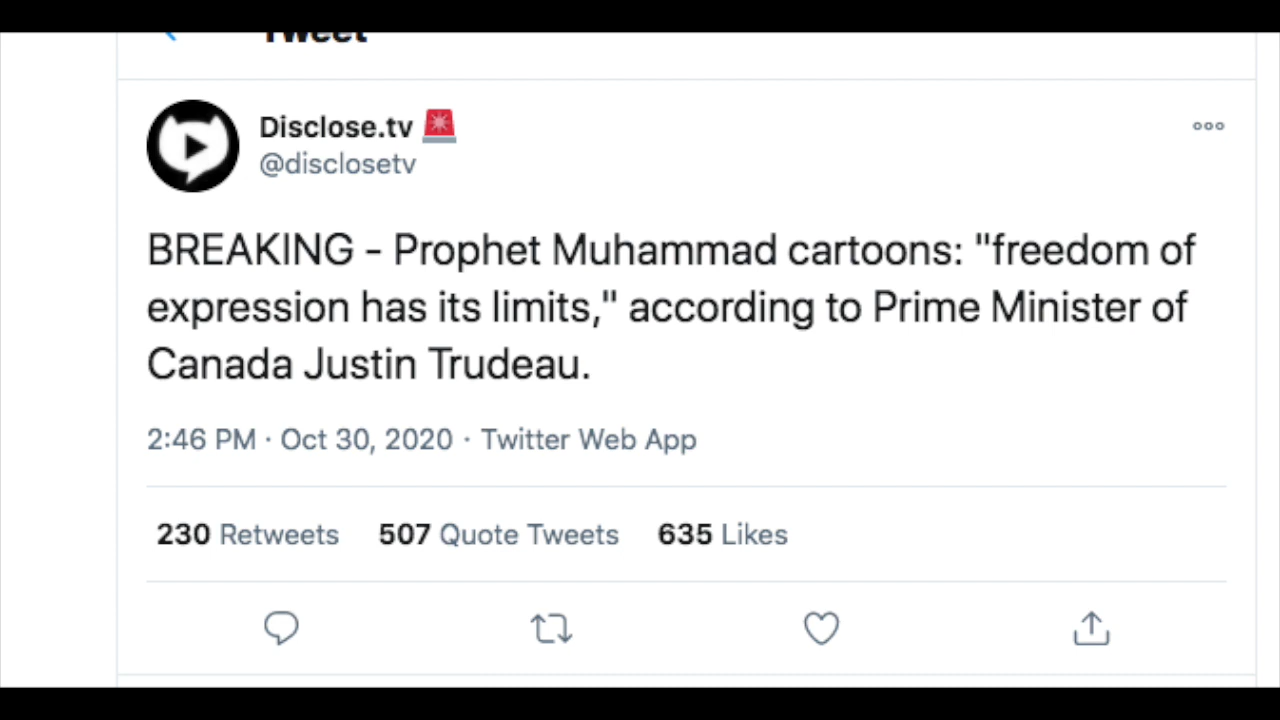 Tweet
Disclose.tv 🚨
@disclosetv
BREAKING - Prophet Muhammad cartoons: "freedom of
expression has its limits," according to Prime Minister of
Canada Justin Trudeau.
2:46 PM · Oct 30, 2020 · Twitter Web App
230 Retweets 507 Quote Tweets 635 Likes